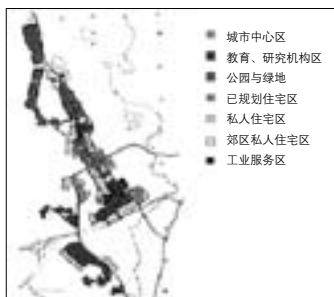 城市中心区
教育、研究机构区
公园与绿地
已规划住宅区
私人住宅区
郊区私人住宅区
工业服务区